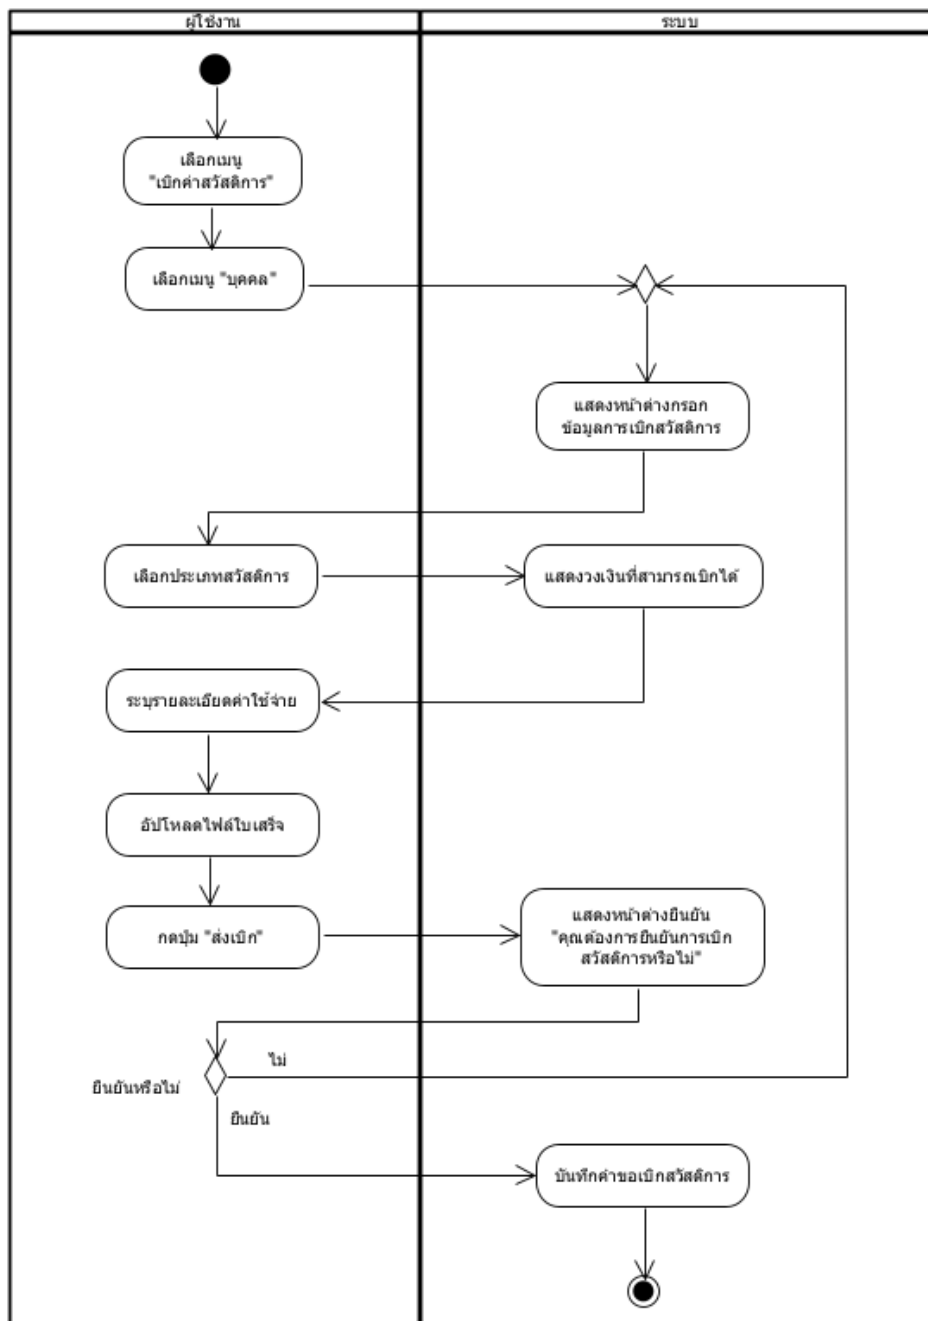 ผู้ใช้งาน
ระบบ
เลือกเมนู
"เบิกค่าสวัสดิการ"
เลือกเมนู "บุคคล"
แสดงหน้าต่างกรอก
ข้อมูลการเบิกสวัสดิการ
เลือกประเภทสวัสดิการ
แสดงวงเงินที่สามารถเบิกได้
ระบุรายละเอียดค่าใช้จ่าย
อัปโหลดไฟล์ใบเสร็จ
กดปุ่ม "ส่งเบิก"
แสดงหน้าต่างยืนยัน
"คุณต้องการยืนยันการเบิก
สวัสดิการหรือไม่"
ไม่
ยืนยันหรือไม่
ยืนยัน
บันทึกคำขอเบิกสวัสดิการ